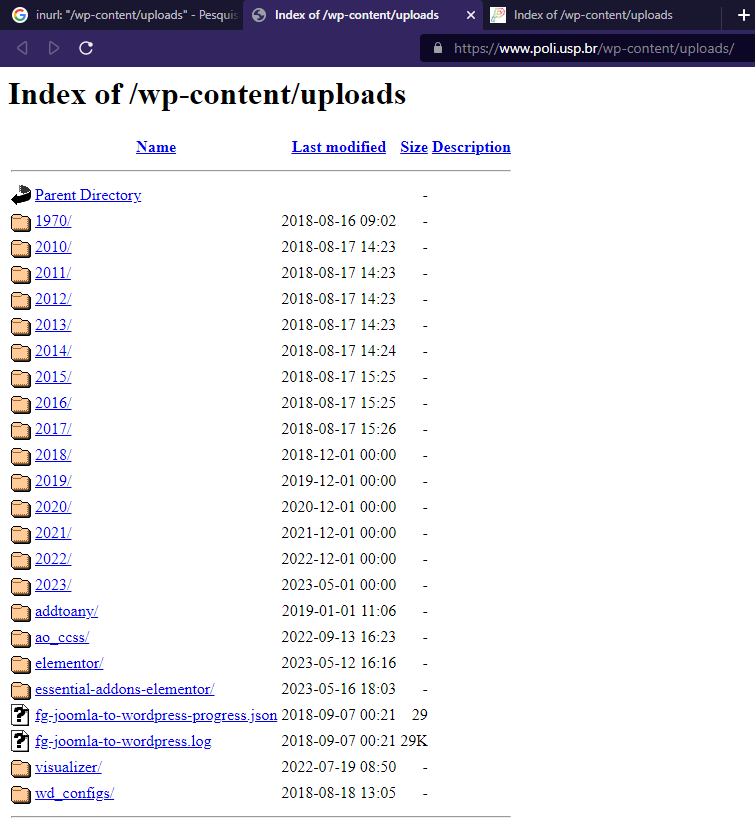 inurl: "/wp-content/uploads" - Pesquis
Index of /wp-content/uploads
Index of /wp-content/uploads
https://www.poli.usp.br/wp-content/uploads/
Index of /wp-content/uploads
Name Last modified Size Description
Parent Directory -
1970/ 2018-08-16 09:02 -
2010/ 2018-08-17 14:23 -
2011/ 2018-08-17 14:23 -
2012/ 2018-08-17 14:23 -
2013/ 2018-08-17 14:23 -
2014/ 2018-08-17 14:24 -
2015/ 2018-08-17 15:25 -
2016/ 2018-08-17 15:25 -
2017/ 2018-08-17 15:26 -
2018/ 2018-12-01 00:00 -
2019/ 2019-12-01 00:00 -
2020/ 2020-12-01 00:00 -
2021/ 2021-12-01 00:00 -
2022/ 2022-12-01 00:00 -
2023/ 2023-05-01 00:00 -
addtoany/ 2019-01-01 11:06 -
ao_ccss/ 2022-09-13 16:23 -
elementor/ 2023-05-12 16:16 -
essential-addons-elementor/ 2023-05-16 18:03 -
fg-joomla-to-wordpress-progress.json 2018-09-07 00:21 29
fg-joomla-to-wordpress.log 2018-09-07 00:21 29K
visualizer/ 2022-07-19 08:50 -
wd_configs/ 2018-08-18 13:05 -